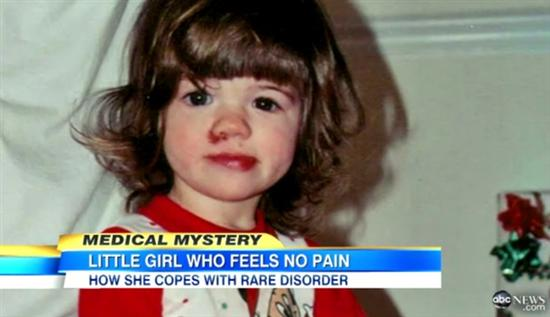 MEDICAL MYSTERY
LITTLE GIRL WHO FEELS NO PAIN
HOW SHE COPES WITH RARE DISORDER
abc NEWS
.com